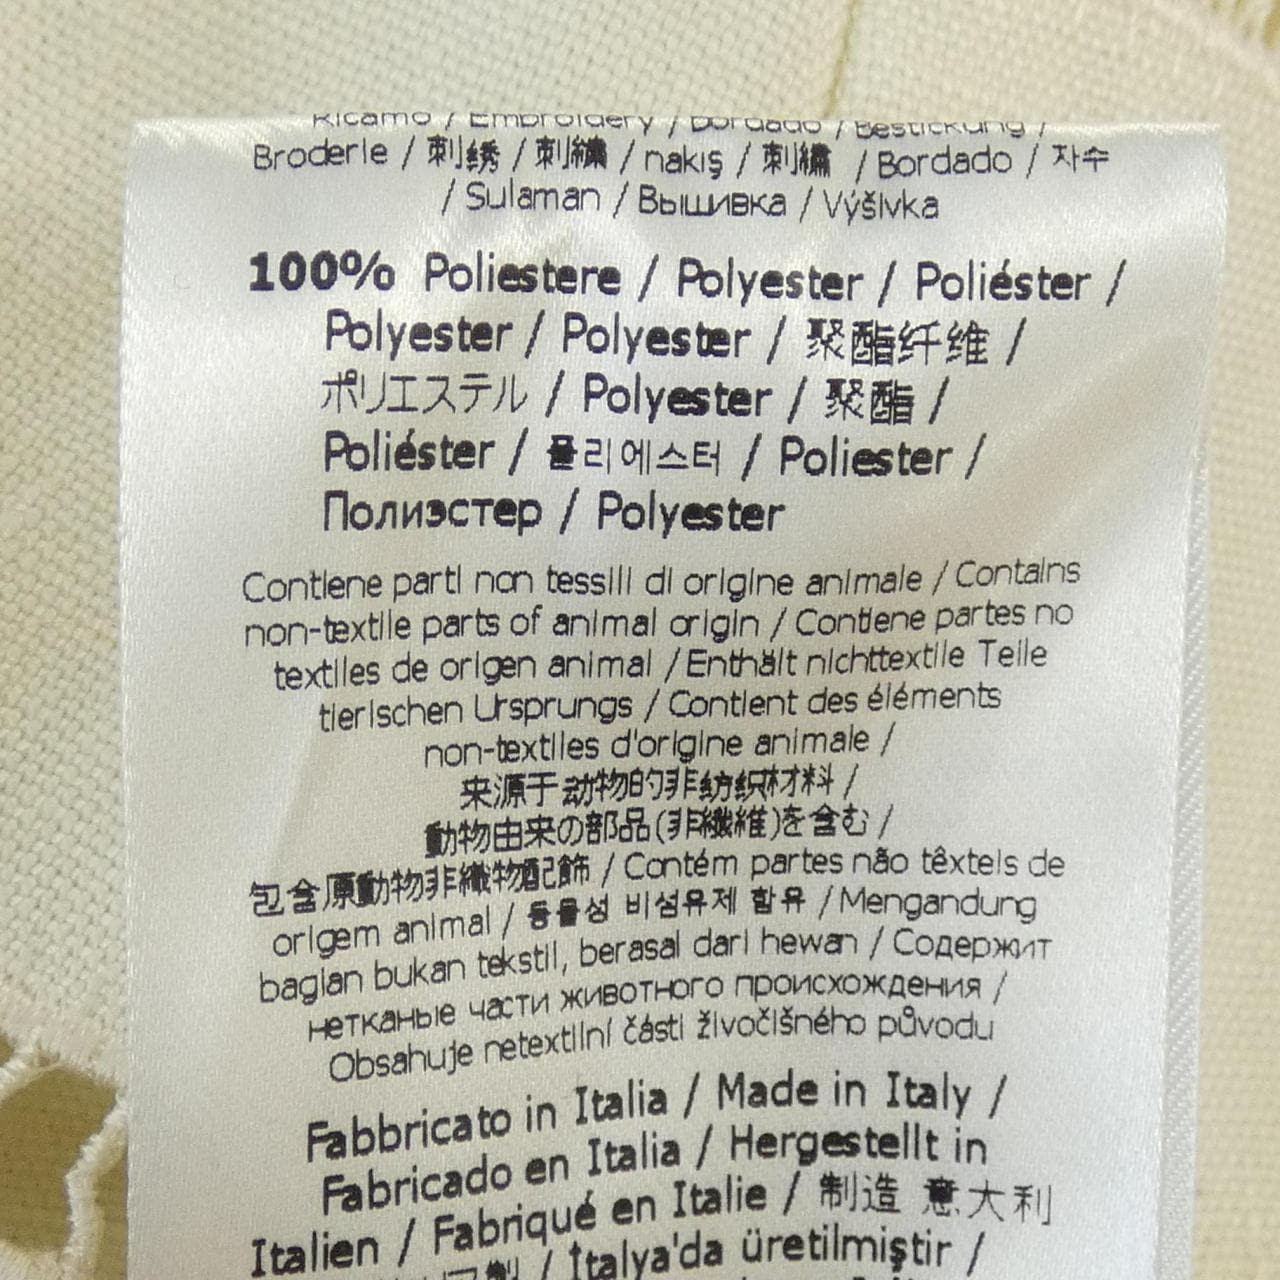 Ricamo / Embroidery / Bordado / Bestickung /
Broderie / 刺绣 / 刺繍 / nakış / 刺繡 / Bordado / 자수
/ Sulaman / Вышивка / Výšivka
100% Poliestere / Polyester / Poliéster /
Polyester / Polyester / 聚酯纤维 /
ポリエステル / Polyester / 聚酯 /
Poliéster / 폴리에스터 / Poliester /
Полиэстер / Polyester
Contiene parti non tessili di origine animale / Contains
non-textile parts of animal origin / Contiene partes no
textiles de origen animal / Enthält nichttextile Teile
tierischen Ursprungs / Contient des éléments
non-textiles d'origine animale /
来源于动物的非纺织材料 /
動物由来の部品(非繊維)を含む /
包含原動物非織物配飾 / Contém partes não têxteis de
origem animal / 동물성 비섬유제 함유 / Mengandung
bagian bukan tekstil, berasal dari hewan / Содержит
нетканые части животного происхождения /
Obsahuje netextilní části živočišného původu
Fabbricato in Italia / Made in Italy /
Fabricado en Italia / Hergestellt in
Italien / Fabriqué en Italie / 制造 意大利
/ İtalya'da üretilmiştir /